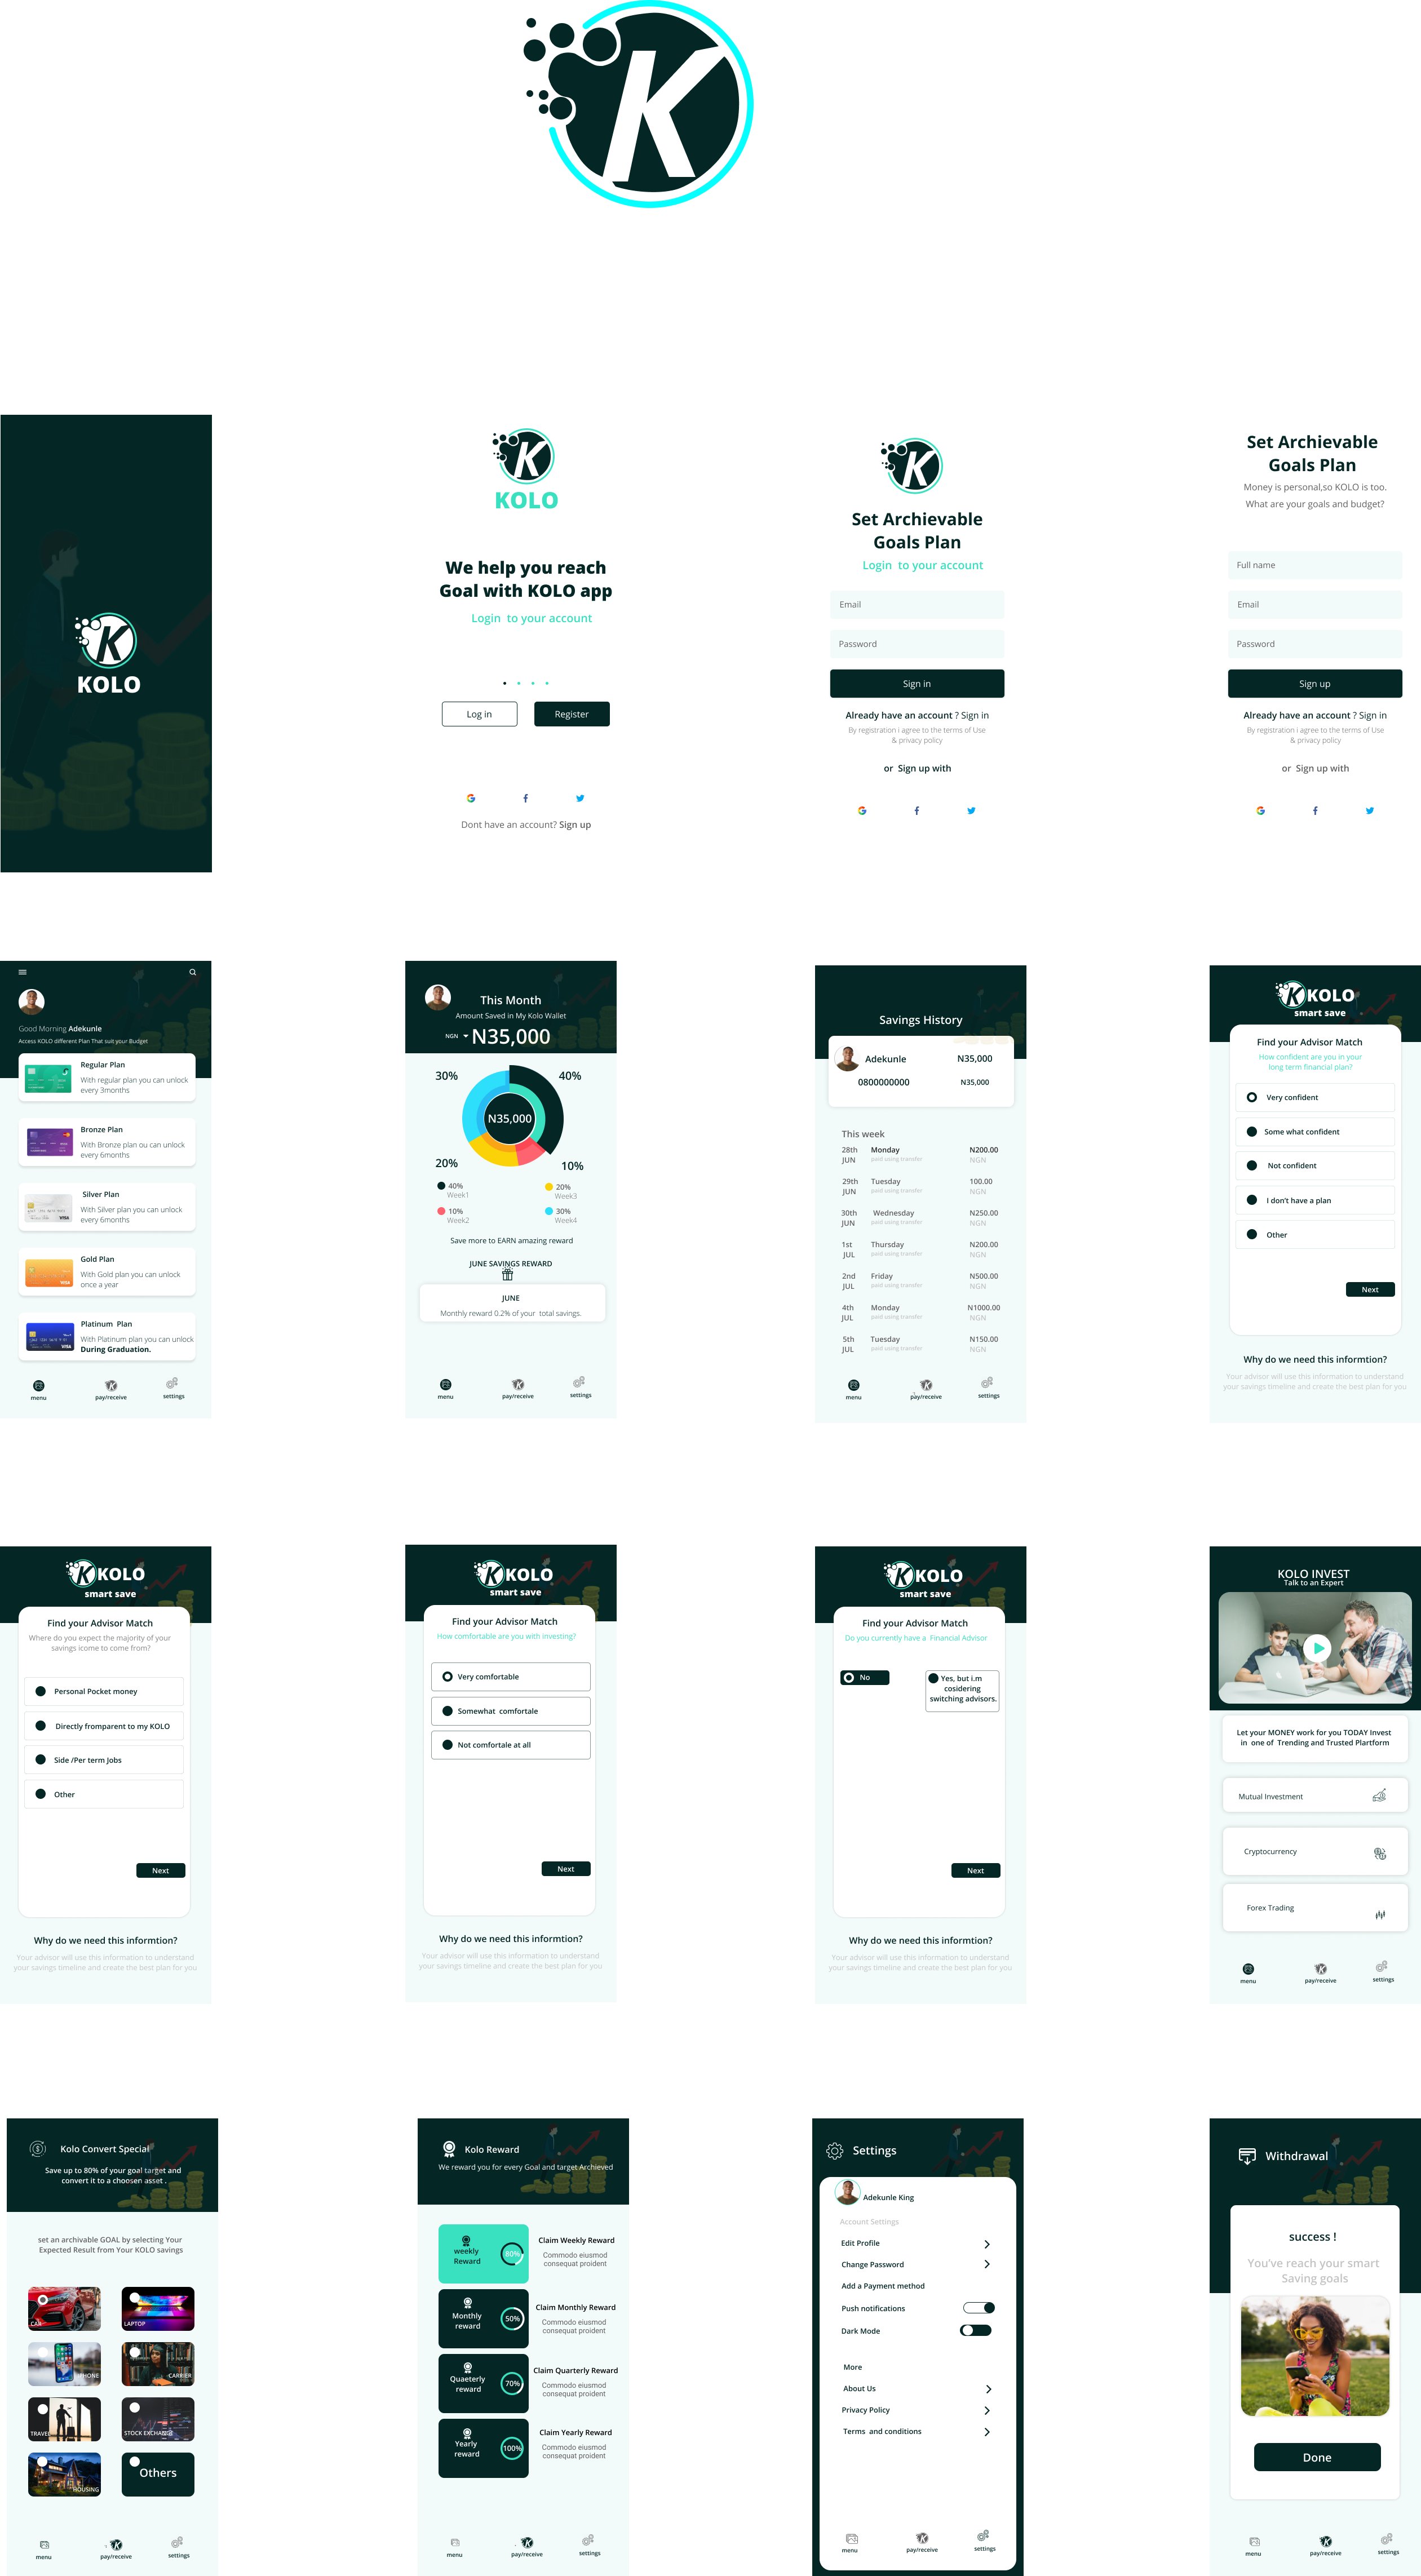 K
K
KOLO
K
KOLO
We help you reach
Goal with KOLO app
Login to your account
Log in
Register
Dont have an account? Sign up
K
Set Archievable
Goals Plan
Login to your account
Email
Password
Sign in
Already have an account ? Sign in
By registration i agree to the terms of Use
& privacy policy
or Sign up with
Set Archievable
Goals Plan
Money is personal,so KOLO is too.
What are your goals and budget?
Full name
Email
Password
Sign up
Already have an account ? Sign in
By registration i agree to the terms of Use
& privacy policy
or Sign up with
Good Morning Adekunle
Access KOLO different Plan That suit your Budget
Regular Plan
With regular plan you can unlock
every 3months
Bronze Plan
With Bronze plan ou can unlock
every 6months
Silver Plan
With Silver plan you can unlock
every 6months
VISA
Gold Plan
With Gold plan you can unlock
once a year
VISA
Platinum Plan
With Platinum plan you can unlock
During Graduation.
VISA
menu
pay/receive
settings
This Month
Amount Saved in My Kolo Wallet
NGN N35,000
30%
40%
N35,000
20%
10%
40%
Week1
20%
Week3
10%
Week2
30%
Week4
Save more to EARN amazing reward
JUNE SAVINGS REWARD
JUNE
Monthly reward 0.2% of your total savings.
menu
pay/receive
settings
Savings History
Adekunle N35,000
0800000000 N35,000
This week
28th Monday N200.00
JUN paid using transfer NGN
29th Tuesday 100.00
JUN paid using transfer NGN
30th Wednesday N250.00
JUN paid using transfer NGN
1st Thursday N200.00
JUL paid using transfer NGN
2nd Friday N500.00
JUL paid using transfer NGN
4th Monday N1000.00
JUL paid using transfer NGN
5th Tuesday N150.00
JUL paid using transfer NGN
menu
pay/receive
settings
K KOLO
smart save
Find your Advisor Match
How confident are you in your
long term financial plan?
Very confident
Some what confident
Not confident
I don't have a plan
Other
Next
Why do we need this informtion?
Your advisor will use this information to understand
your savings timeline and create the best plan for you
K KOLO
smart save
Find your Advisor Match
Where do you expect the majority of your
savings icome to come from?
Personal Pocket money
Directly fromparent to my KOLO
Side /Per term Jobs
Other
Next
Why do we need this informtion?
Your advisor will use this information to understand
your savings timeline and create the best plan for you
K KOLO
smart save
Find your Advisor Match
How comfortable are you with investing?
Very comfortable
Somewhat comfortale
Not comfortale at all
Next
Why do we need this informtion?
Your advisor will use this information to understand
your savings timeline and create the best plan for you
K KOLO
smart save
Find your Advisor Match
Do you currently have a Financial Advisor
No
Yes, but i.m
cosidering
switching advisors.
Next
Why do we need this informtion?
Your advisor will use this information to understand
your savings timeline and create the best plan for you
KOLO INVEST
Talk to an Expert
Let your MONEY work for you TODAY Invest
in one of Trending and Trusted Plartform
Mutual Investment
Cryptocurrency
Forex Trading
menu
pay/receive
settings
Kolo Convert Special
Save up to 80% of your goal target and
convert it to a choosen asset .
set an archivable GOAL by selecting Your
Expected Result from Your KOLO savings
CAR
LAPTOP
CARRIER
TRAVEL
STOCK EXCHANGE
HOUSING
Others
menu
pay/receive
settings
Kolo Reward
We reward you for every Goal and target Archieved
weekly
Reward
80%
Claim Weekly Reward
Commodo eiusmod
consequat proident
Monthly
reward
50%
Claim Monthly Reward
Commodo eiusmod
consequat proident
Quaeterly
reward
70%
Claim Quarterly Reward
Commodo eiusmod
consequat proident
Yearly
reward
100%
Claim Yearly Reward
Commodo eiusmod
consequat proident
menu
pay/receive
settings
Settings
Adekunle King
Account Settings
Edit Profile
Change Password
Add a Payment method
Push notifications
Dark Mode
More
About Us
Privacy Policy
Terms and conditions
menu
pay/receive
settings
Withdrawal
success !
You've reach your smart
Saving goals
Done
menu
pay/receive
settings